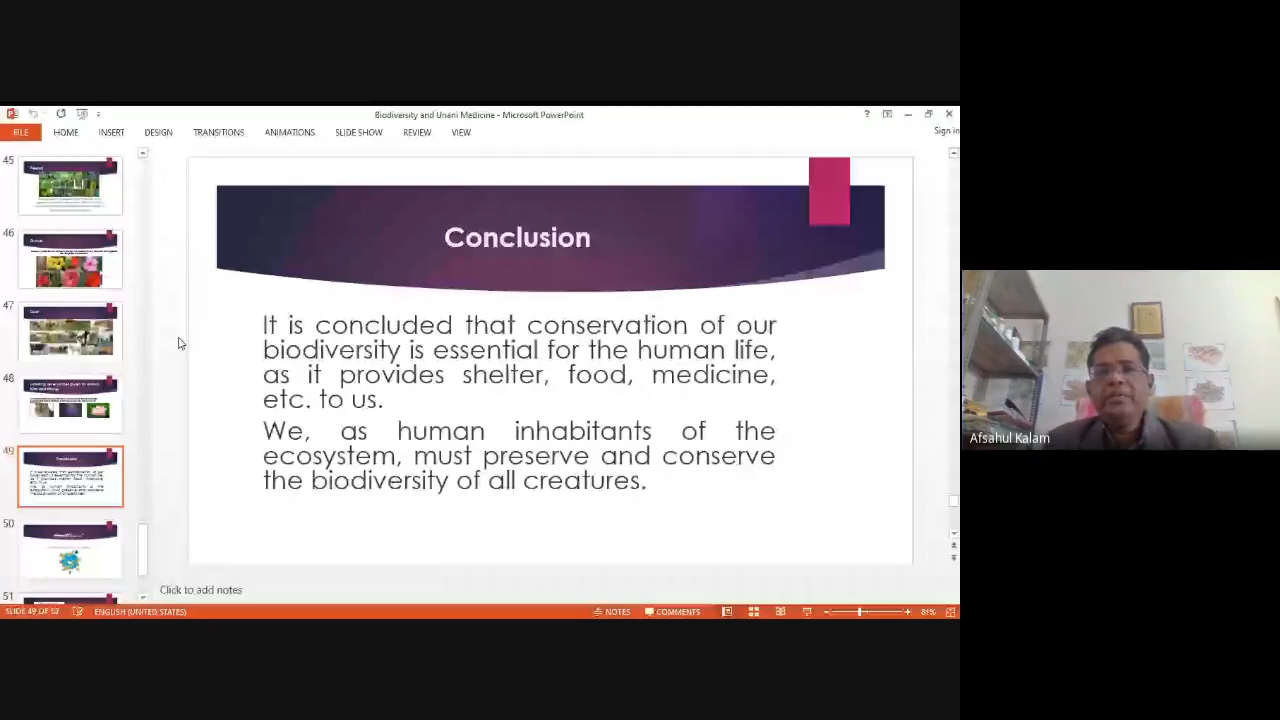 Biodiversity and Unani Medicine - Microsoft PowerPoint
FILE HOME INSERT DESIGN TRANSITIONS ANIMATIONS SLIDE SHOW REVIEW VIEW
Sign in
45
46
47
48
49
50
51
Conclusion
It is concluded that conservation of our
biodiversity is essential for the human life,
as it provides shelter, food, medicine,
etc. to us.
We, as human inhabitants of the
ecosystem, must preserve and conserve
the biodiversity of all creatures.
Click to add notes
SLIDE 49 OF 52 ENGLISH (UNITED STATES) NOTES COMMENTS 81%
Afsahul Kalam